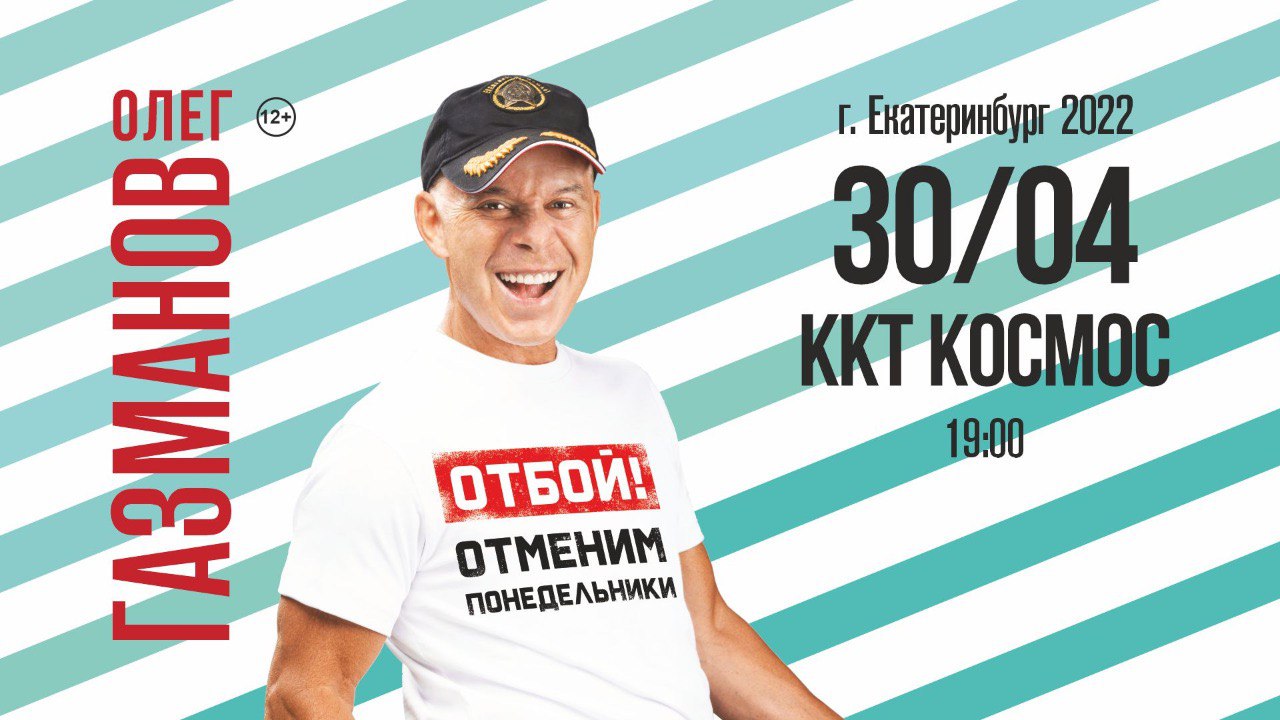 ОЛЕГ
ГАЗМАНОВ
12+
г. Екатеринбург 2022
30/04
ККТ КОСМОС
19:00
ОТБОЙ!
ОТМЕНИМ
ПОНЕДЕЛЬНИКИ